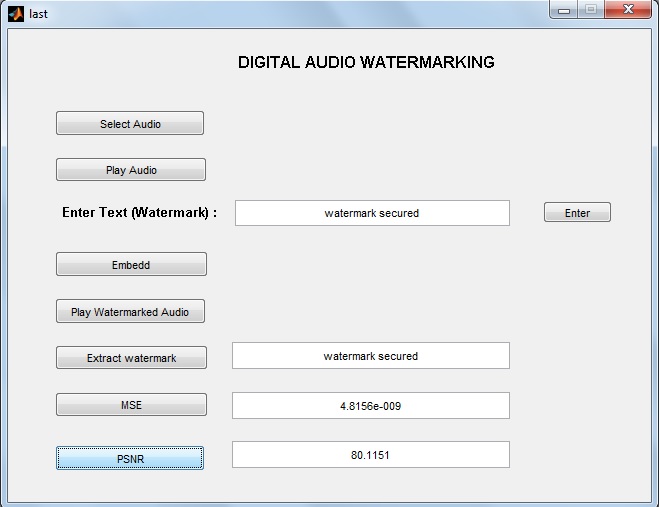 last
DIGITAL AUDIO WATERMARKING
Select Audio
Play Audio
Enter Text (Watermark) : watermark secured Enter
Embedd
Play Watermarked Audio
Extract watermark watermark secured
MSE 4.8156e-009
PSNR 80.1151